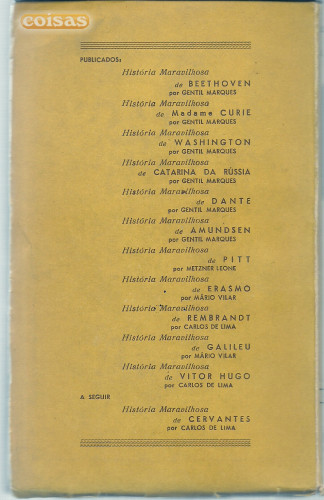 coisas
PUBLICADOS:
História Maravilhosa
de BEETHOVEN
por GENTIL MARQUES
História Maravilhosa
de Madame CURIE
por GENTIL MARQUES
História Maravilhosa
de WASHINGTON
por GENTIL MARQUES
História Maravilhosa
de CATARINA DA RÚSSIA
por GENTIL MARQUES
História Maravilhosa
de DANTE
por GENTIL MARQUES
História Maravilhosa
de AMUNDSEN
por GENTIL MARQUES
História Maravilhosa
de PITT
por METZNER LEONE
História Maravilhosa
de ERASMO
por MÁRIO VILAR
História Maravilhosa
de REMBRANDT
por CARLOS DE LIMA
História Maravilhosa
de GALILEU
por MÁRIO VILAR
História Maravilhosa
de VITOR HUGO
por CARLOS DE LIMA
A SEGUIR
História Maravilhosa
de CERVANTES
por CARLOS DE LIMA